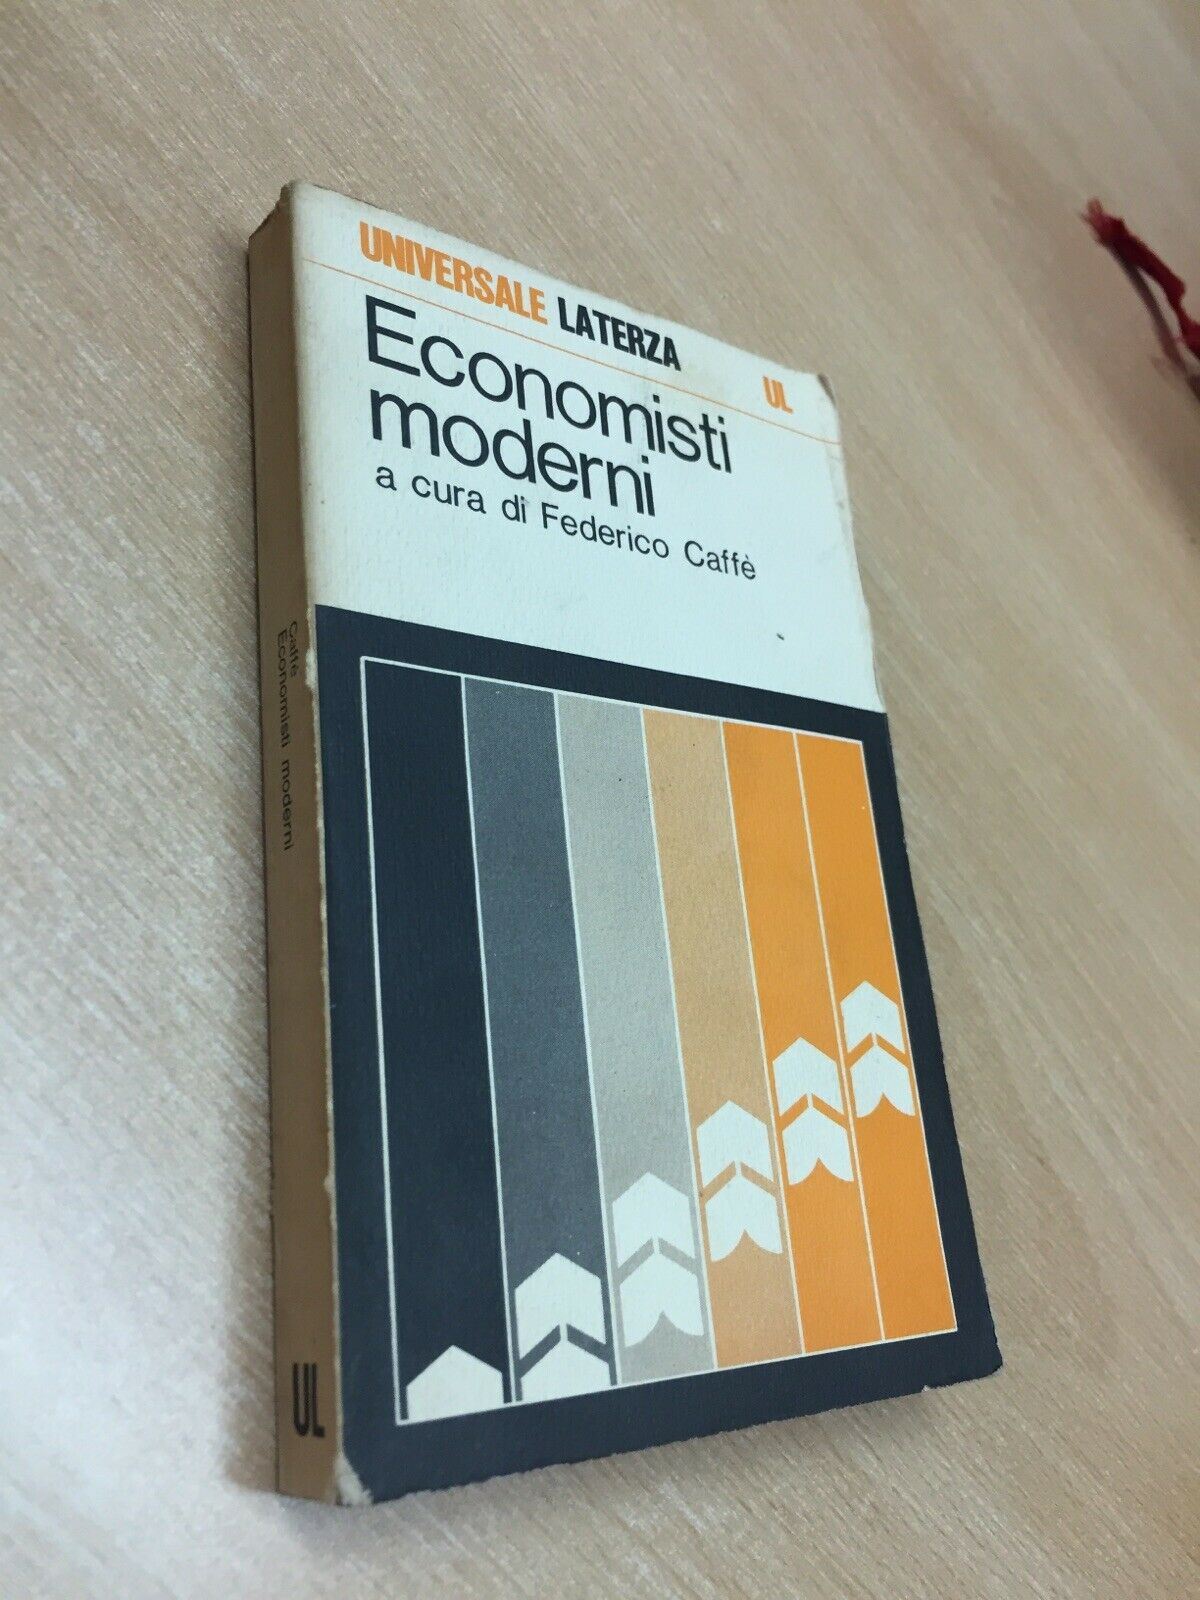 UNIVERSALE LATERZA UL
Economisti
moderni
a cura di Federico Caffè
Caffè
Economisti moderni
UL